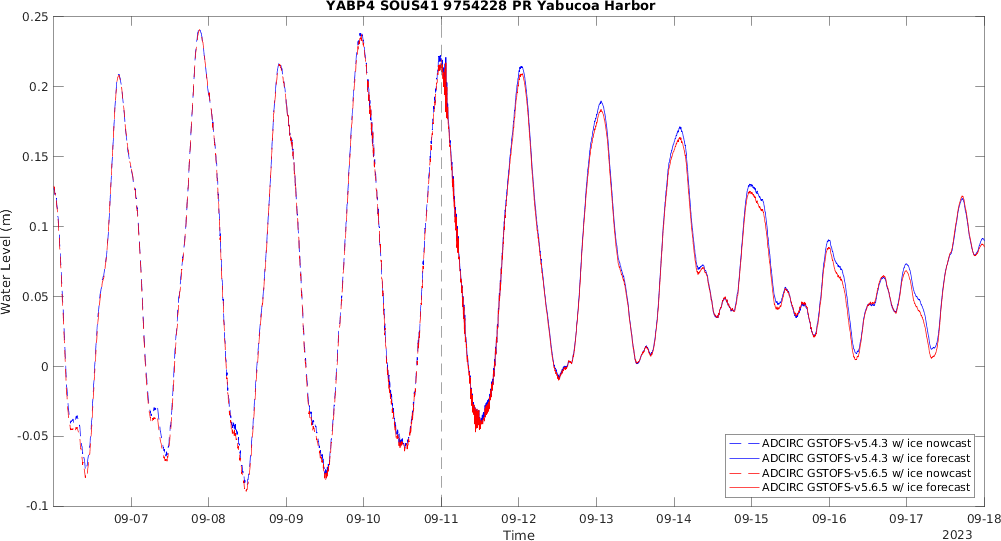 YABP4 SOUS41 9754228 PR Yabucoa Harbor
0.25
0.2
0.15
0.1
0.05
0
-0.05
-0.1
Water Level (m)
ADCIRC GSTOFS-v5.4.3 w/ ice nowcast
ADCIRC GSTOFS-v5.4.3 w/ ice forecast
ADCIRC GSTOFS-v5.6.5 w/ ice nowcast
ADCIRC GSTOFS-v5.6.5 w/ ice forecast
09-07 09-08 09-09 09-10 09-11 09-12 09-13 09-14 09-15 09-16 09-17 09-18
Time
2023